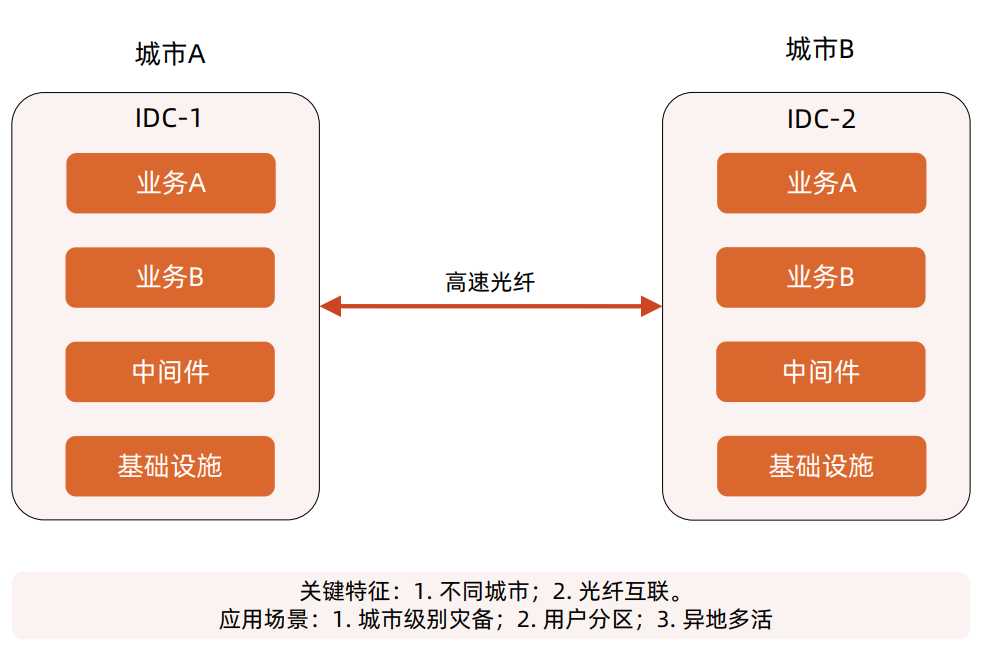 城市A
城市B
IDC-1
业务A
业务B
中间件
基础设施
高速光纤
IDC-2
业务A
业务B
中间件
基础设施
关键特征：1. 不同城市；2. 光纤互联。
应用场景：1. 城市级别灾备；2. 用户分区；3. 异地多活